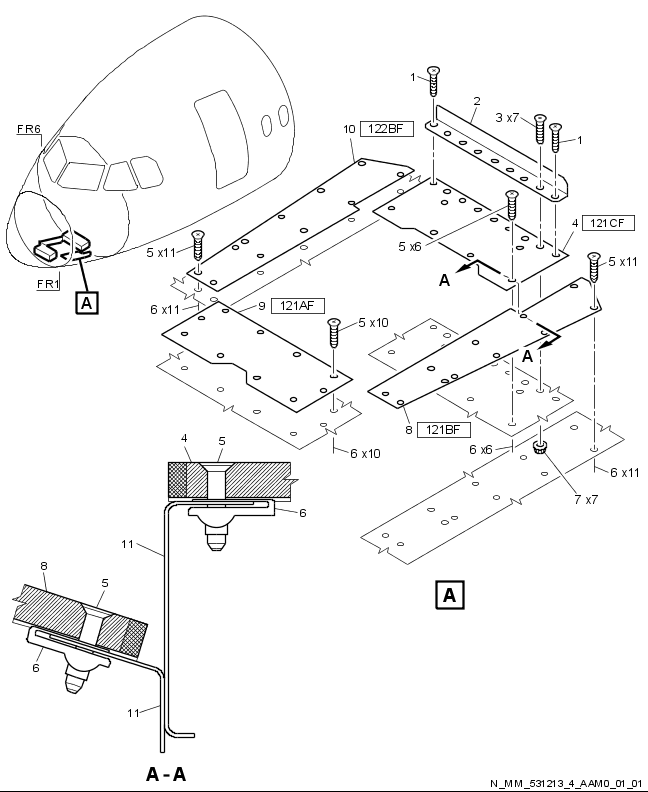 1
2
3 x7
FR6
10 122BF
1
4 121CF
5 x6
5 x11
5 x11
A
FR1
A
6 x11
9 121AF
5 x10
A
8 121BF
6 x6
6 x10
6 x11
7 x7
4
5
6
11
A
8
5
6
11
A-A
N_MM_531213_4_AAM0_01_01